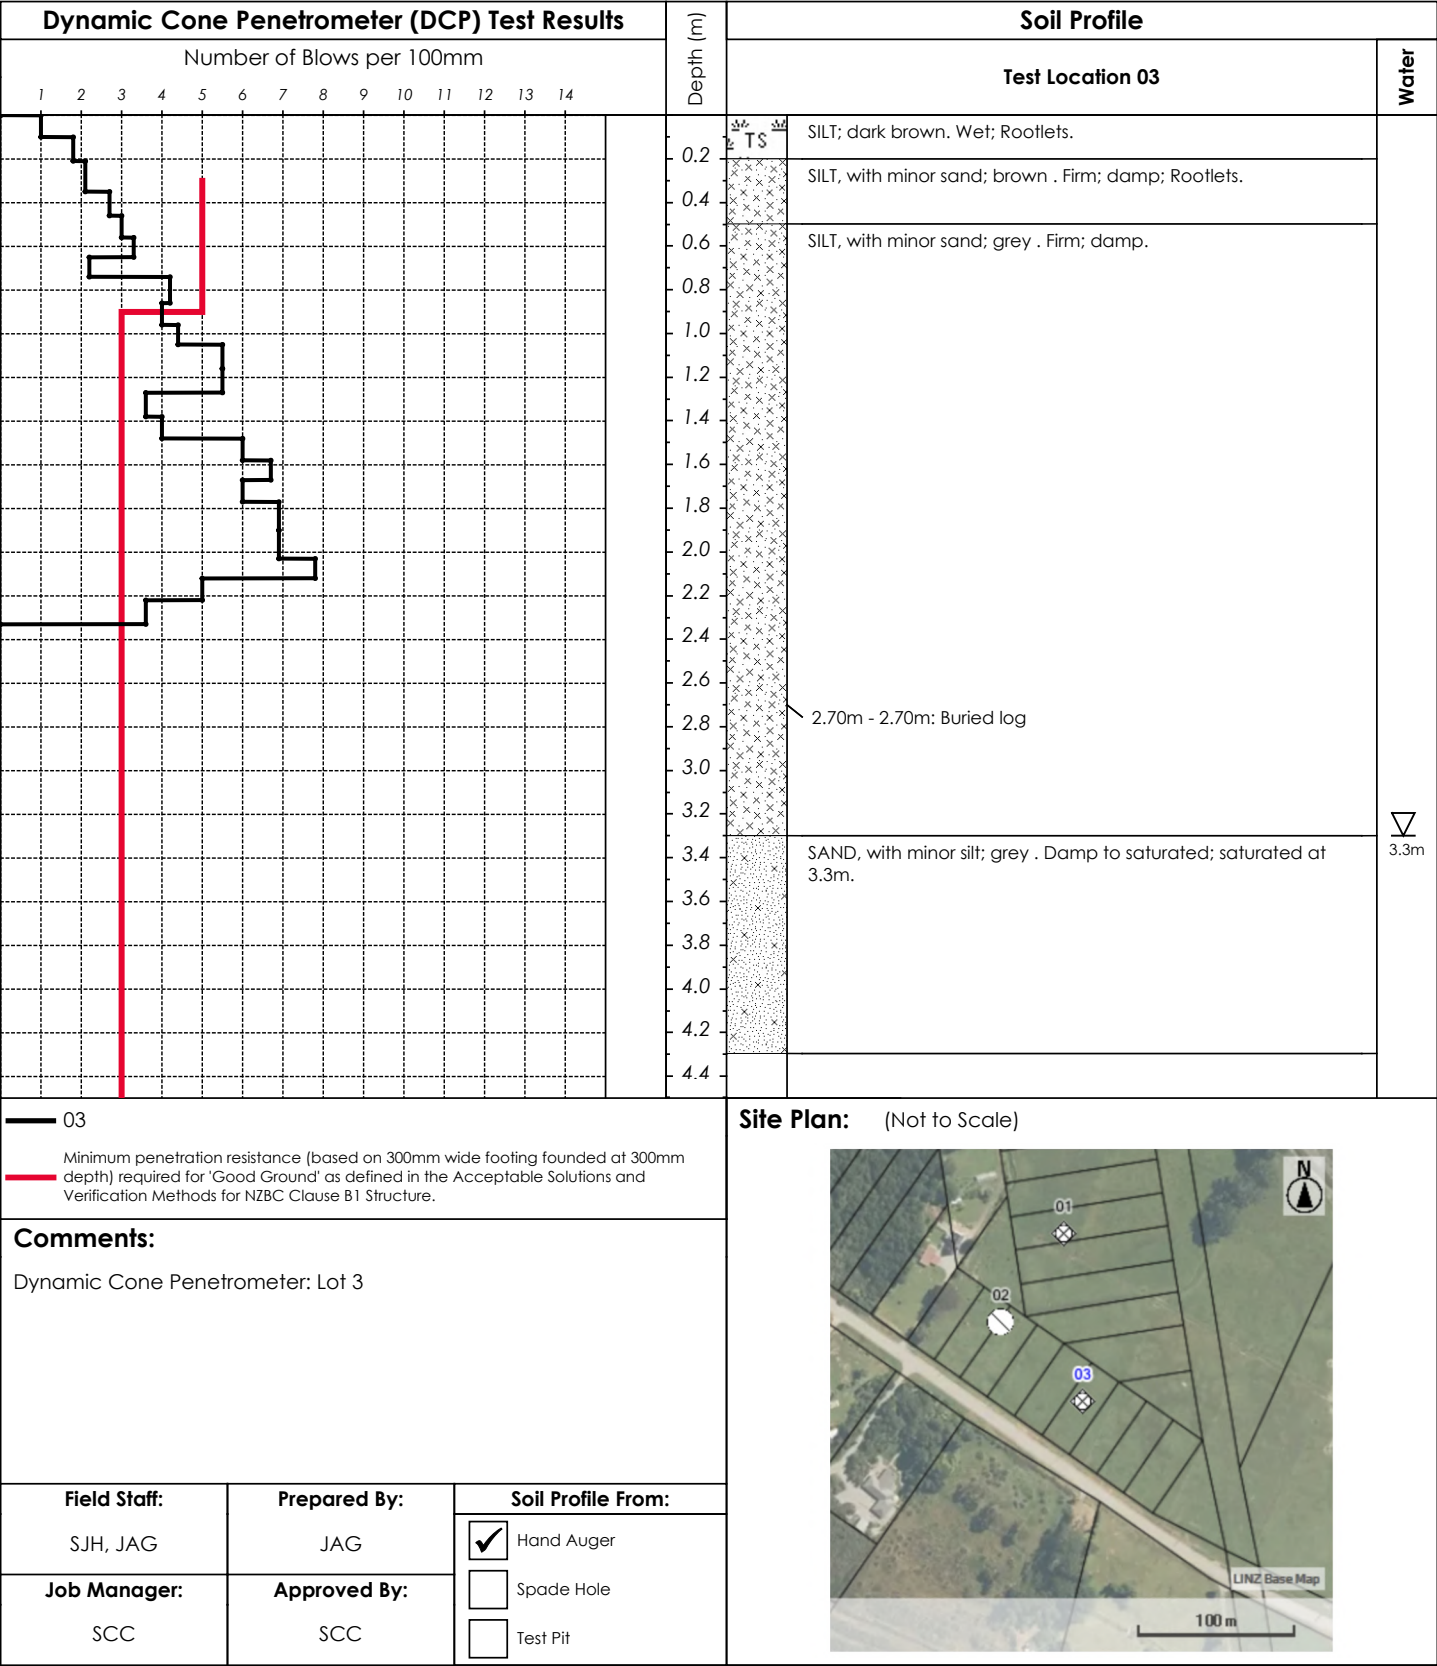 Dynamic Cone Penetrometer (DCP) Test Results
Number of Blows per 100mm
1 2 3 4 5 6 7 8 9 10 11 12 13 14
Depth (m)
Soil Profile
Test Location 03
Water
0.2
0.4
0.6
0.8
1.0
1.2
1.4
1.6
1.8
2.0
2.2
2.4
2.6
2.8
3.0
3.2
3.4
3.6
3.8
4.0
4.2
4.4
TS
SILT; dark brown. Wet; Rootlets.
SILT, with minor sand; brown . Firm; damp; Rootlets.
SILT, with minor sand; grey . Firm; damp.
2.70m - 2.70m: Buried log
SAND, with minor silt; grey . Damp to saturated; saturated at
3.3m.
3.3m
03
Minimum penetration resistance (based on 300mm wide footing founded at 300mm
depth) required for 'Good Ground' as defined in the Acceptable Solutions and
Verification Methods for NZBC Clause B1 Structure.
Comments:
Dynamic Cone Penetrometer: Lot 3
Field Staff:
SJH, JAG
Prepared By:
JAG
Job Manager:
SCC
Approved By:
SCC
Soil Profile From:
Hand Auger
Spade Hole
Test Pit
Site Plan: (Not to Scale)
N
01
02
03
LINZ Base Map
100 m